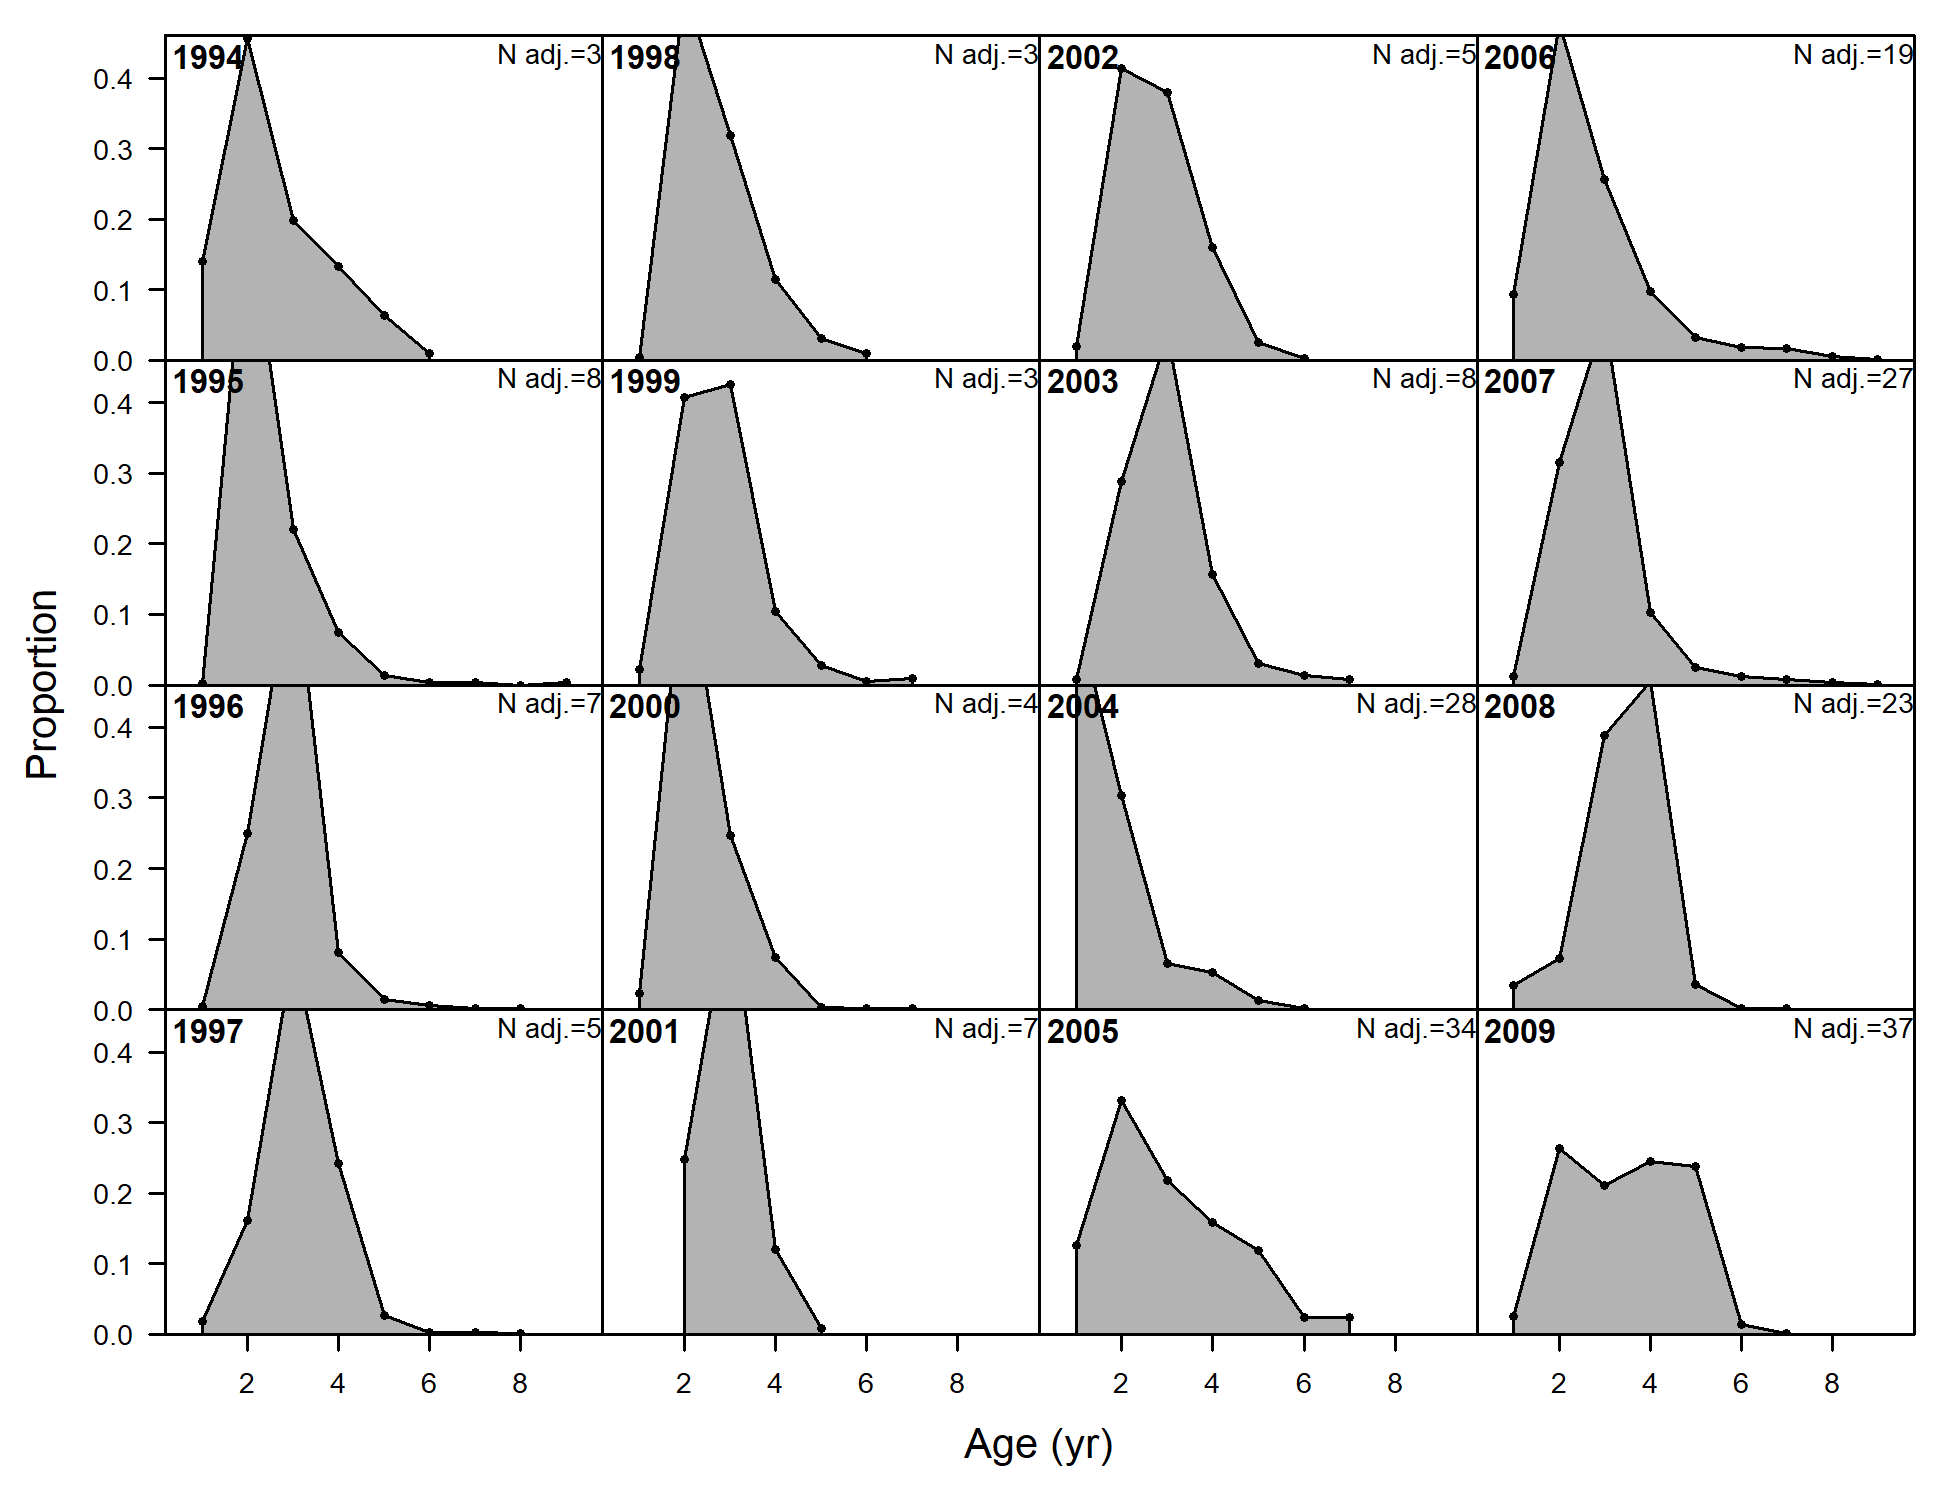 1994 N adj.=3 1998 N adj.=3 2002 N adj.=5 2006 N adj.=19
0.4
0.3
0.2
0.1
0.0
1995 N adj.=8 1999 N adj.=3 2003 N adj.=8 2007 N adj.=27
0.4
0.3
0.2
0.1
0.0
1996 N adj.=7 2000 N adj.=4 2004 N adj.=28 2008 N adj.=23
0.4
0.3
0.2
0.1
0.0
1997 N adj.=5 2001 N adj.=7 2005 N adj.=34 2009 N adj.=37
0.4
0.3
0.2
0.1
0.0
Proportion
2 4 6 8 2 4 6 8 2 4 6 8 2 4 6 8
Age (yr)